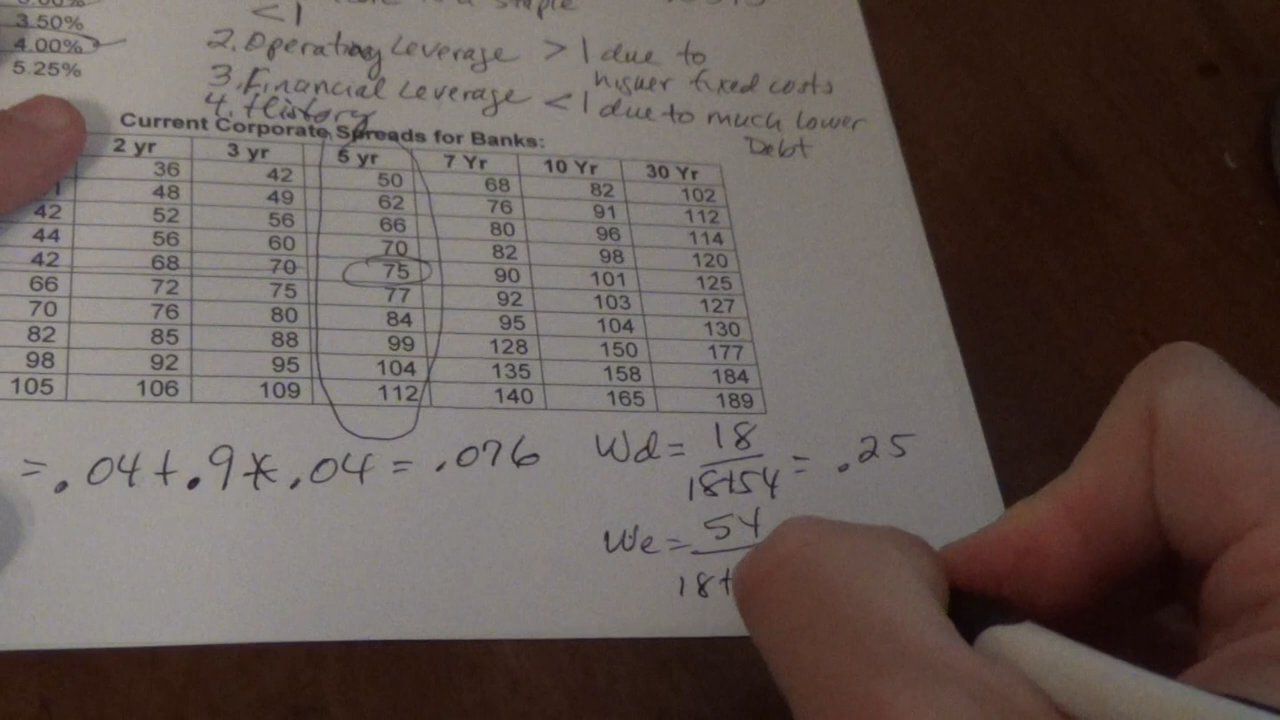 3.50%
<1 a staple
4.00%
2. Operating Leverage > 1 due to
5.25%
higher fixed costs
3. Financial Leverage < 1 due to much lower
Debt
4. History
Current Corporate Spreads for Banks:
2 yr 3 yr 5 yr 7 Yr 10 Yr 30 Yr
36 42 50 68 82 102
48 49 62 76 91 112
42 52 56 66 80 96 114
44 56 60 70 82 98 120
42 68 70 75 90 101 125
66 72 75 77 92 103 127
70 76 80 84 95 104 130
82 85 88 99 128 150 177
98 92 95 104 135 158 184
105 106 109 112 140 165 189
= .04 + .9 * .04 = .076
Wd = 18 / 18+54 = .25
We = 54 / 18+